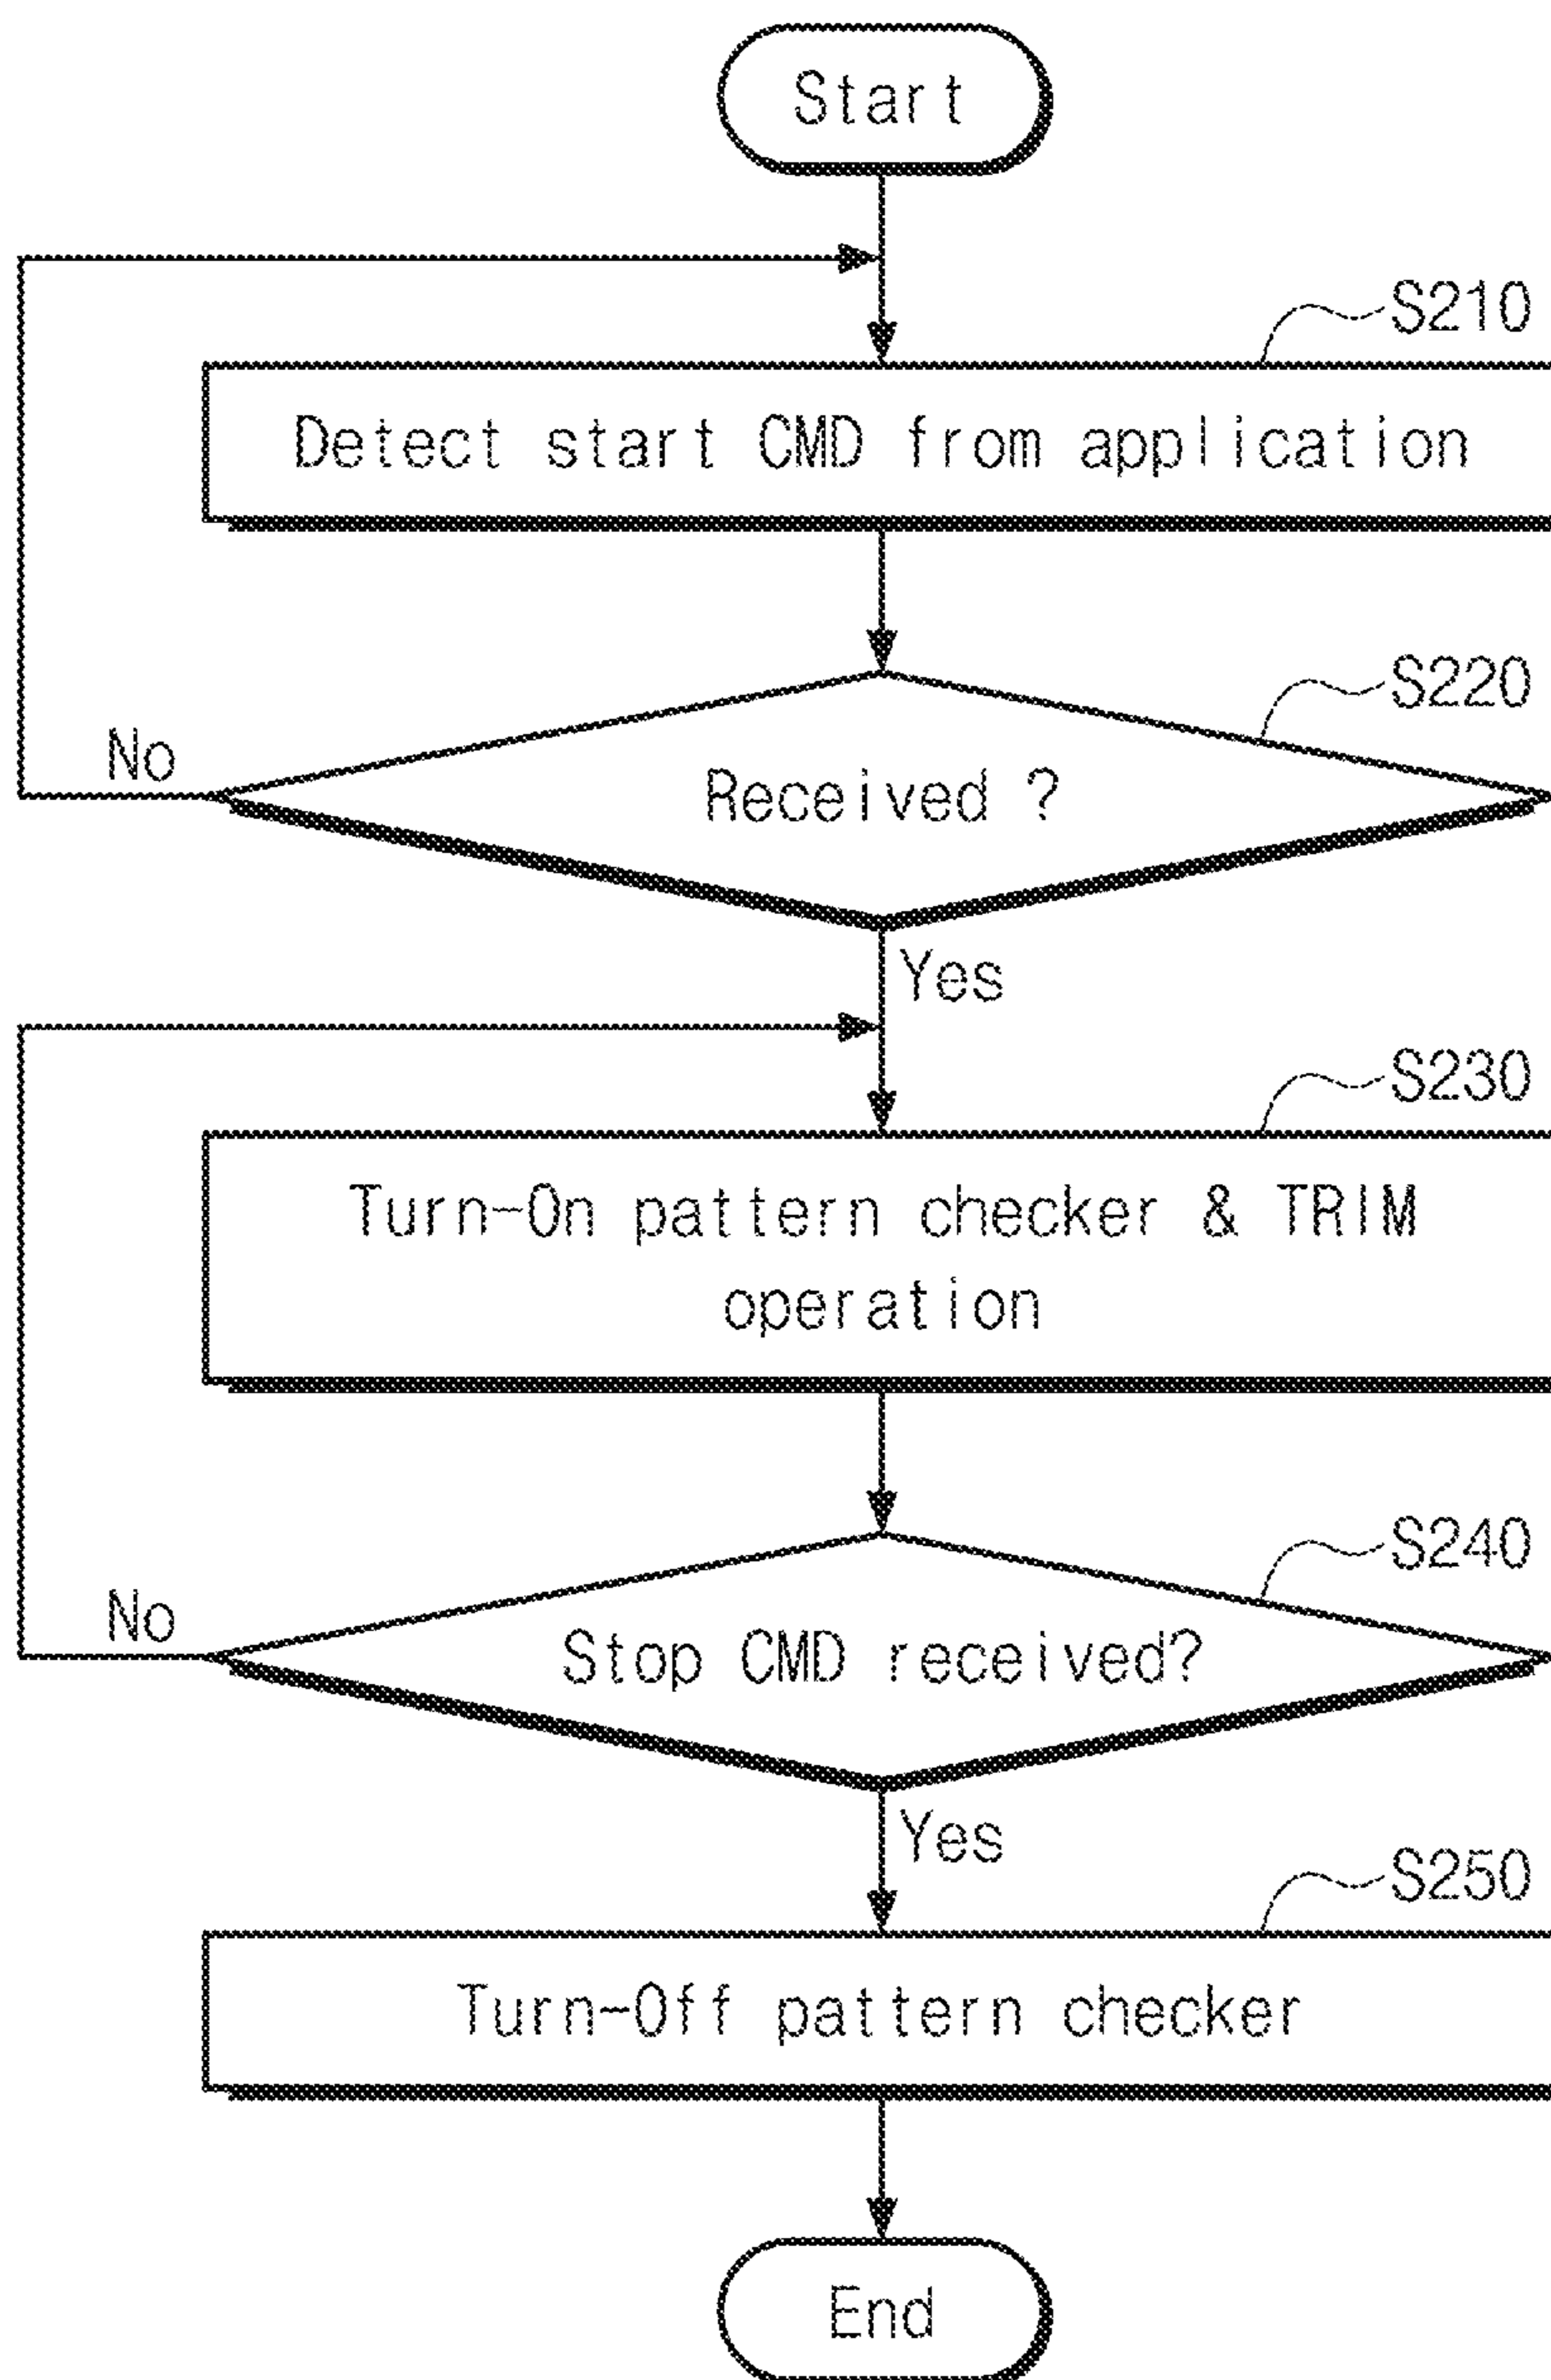 Start
S210
Detect start CMD from application
S220
No
Received ?
Yes
S230
Turn-On pattern checker & TRIM
operation
S240
No
Stop CMD received?
Yes
S250
Turn-Off pattern checker
End